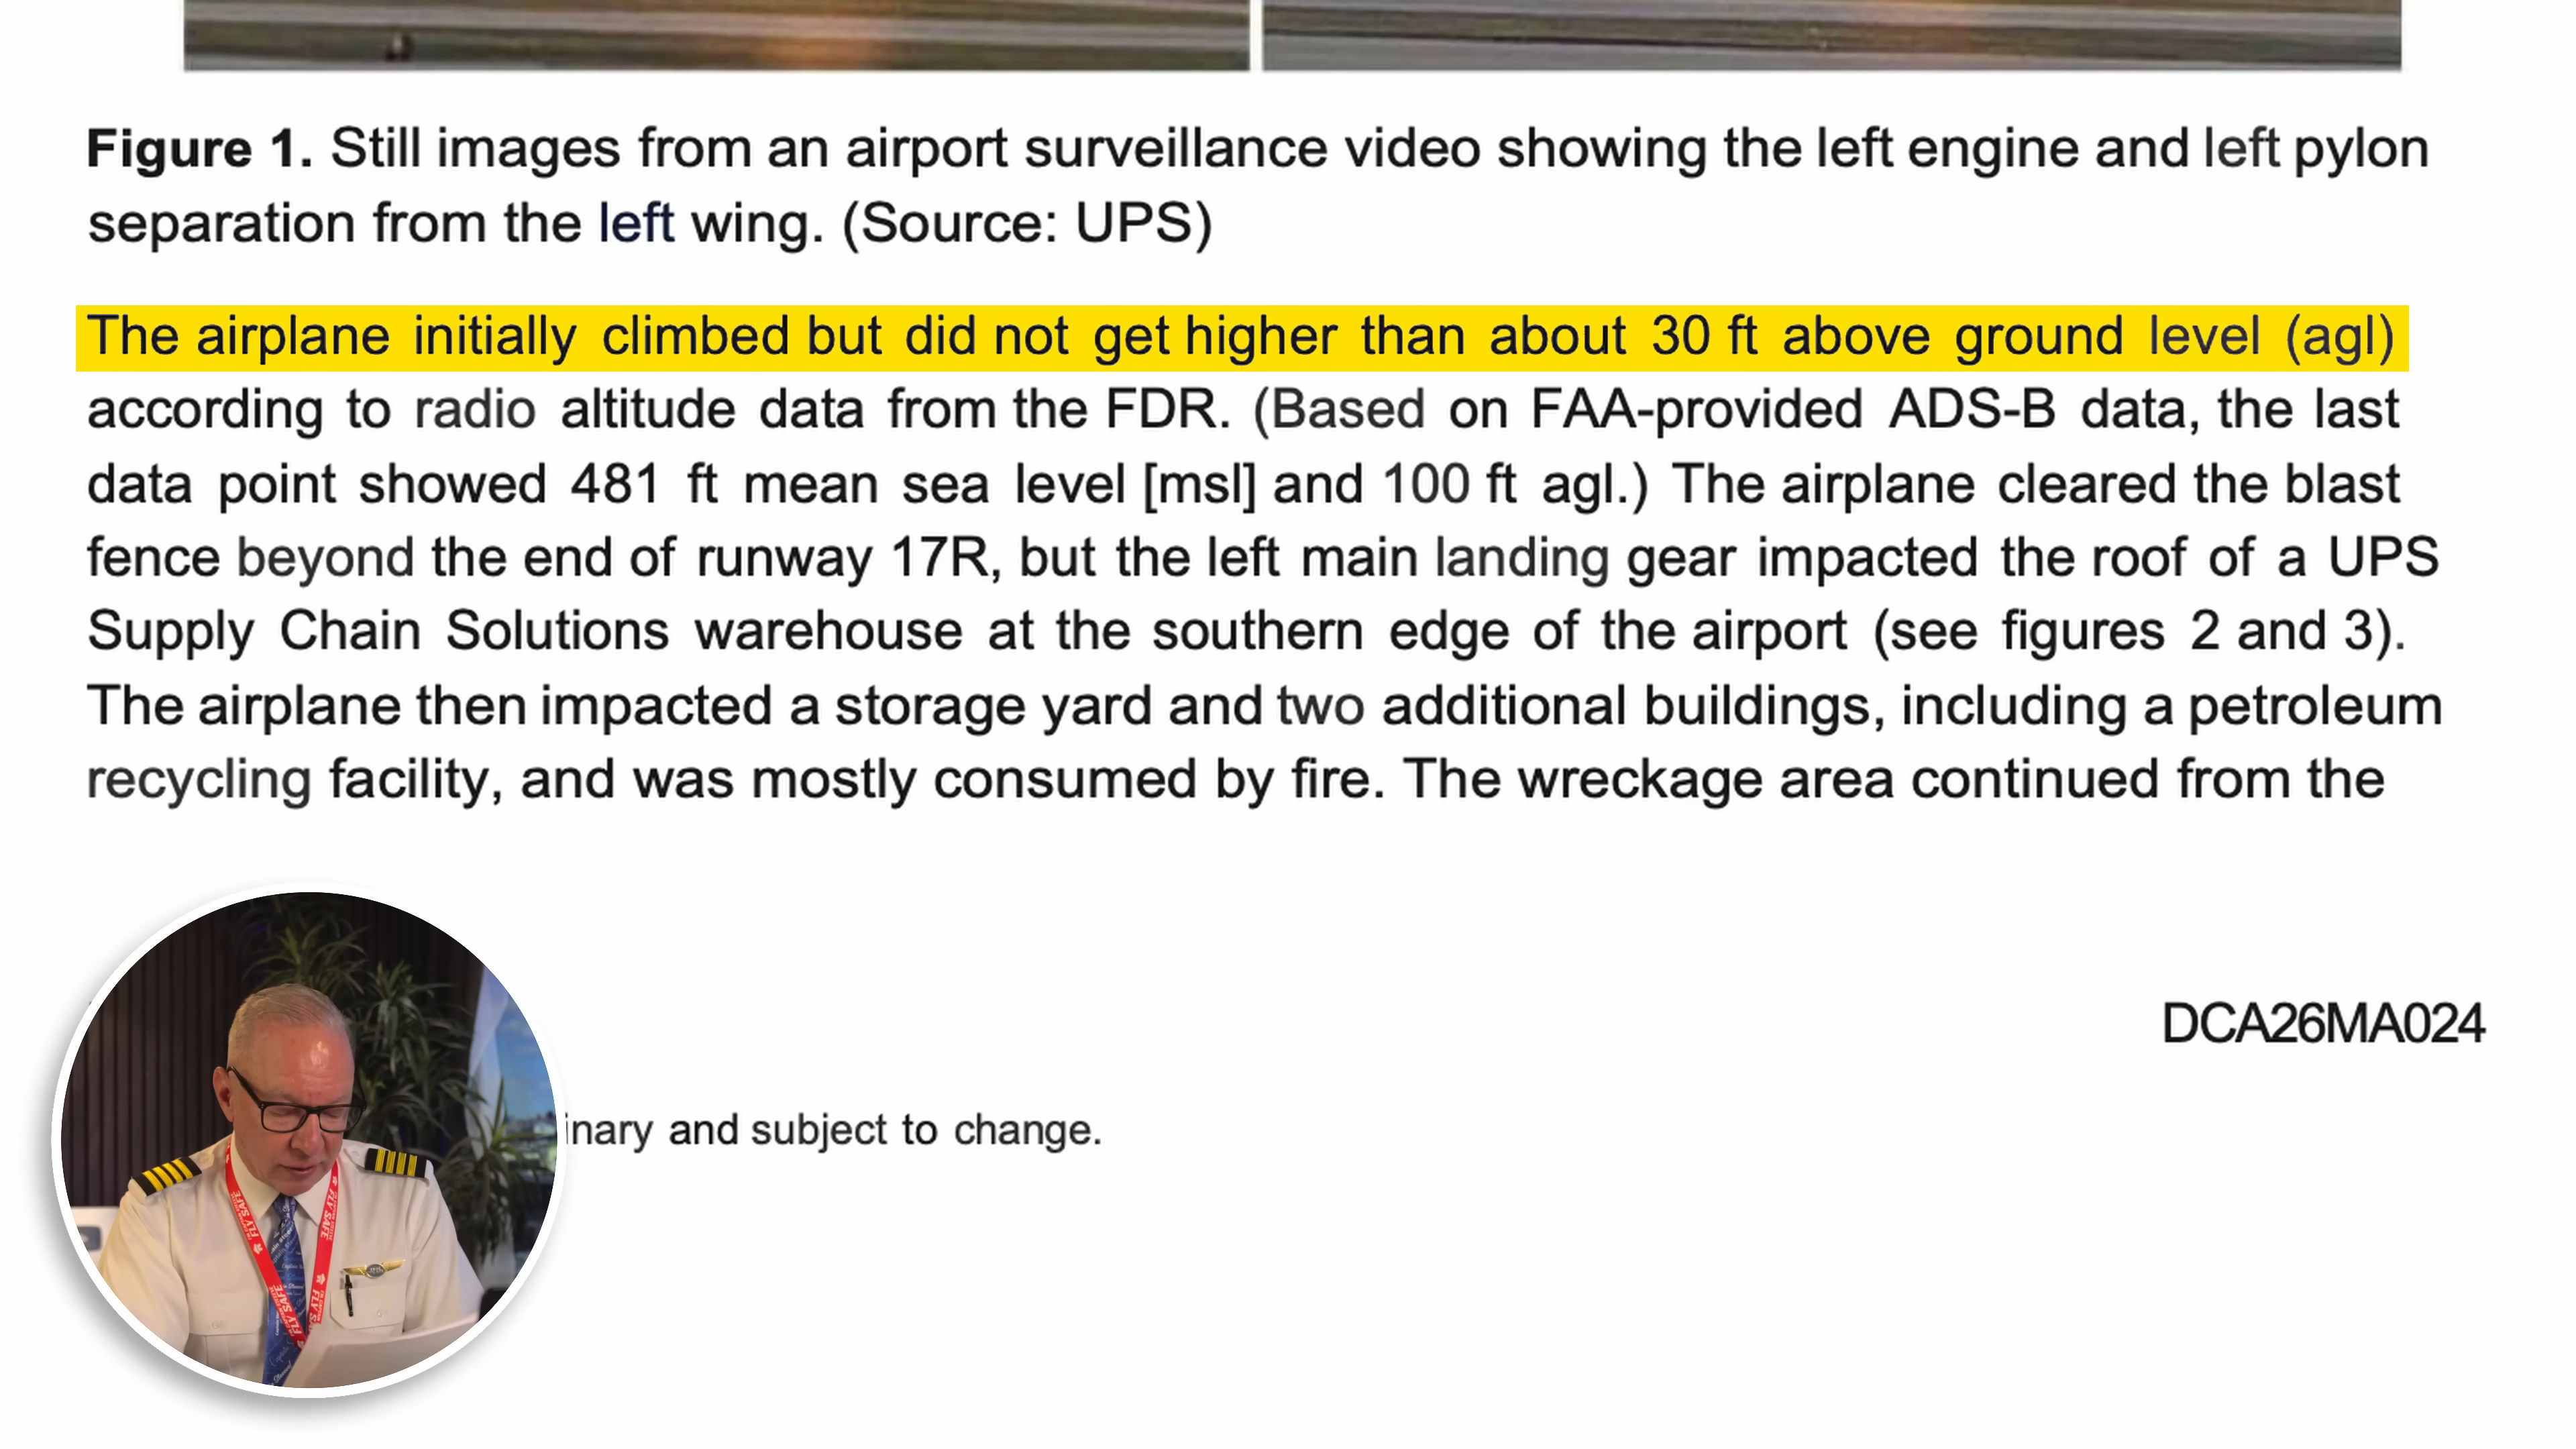 Figure 1. Still images from an airport surveillance video showing the left engine and left pylon
separation from the left wing. (Source: UPS)
The airplane initially climbed but did not get higher than about 30 ft above ground level (agl)
according to radio altitude data from the FDR. (Based on FAA-provided ADS-B data, the last
data point showed 481 ft mean sea level [msl] and 100 ft agl.) The airplane cleared the blast
fence beyond the end of runway 17R, but the left main landing gear impacted the roof of a UPS
Supply Chain Solutions warehouse at the southern edge of the airport (see figures 2 and 3).
The airplane then impacted a storage yard and two additional buildings, including a petroleum
recycling facility, and was mostly consumed by fire. The wreckage area continued from the
DCA26MA024
inary and subject to change.
FLY SAFE
FLY SAFE
FLY SAFE